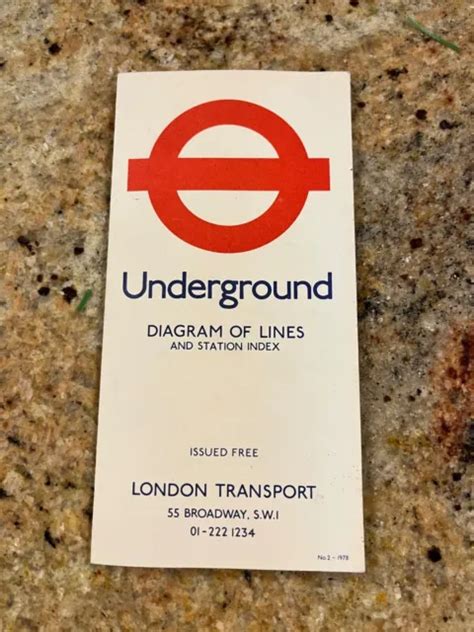 Underground
DIAGRAM OF LINES
AND STATION INDEX
ISSUED FREE
LONDON TRANSPORT
55 BROADWAY, S.W.1
01-222 1234
No.2 - 1978